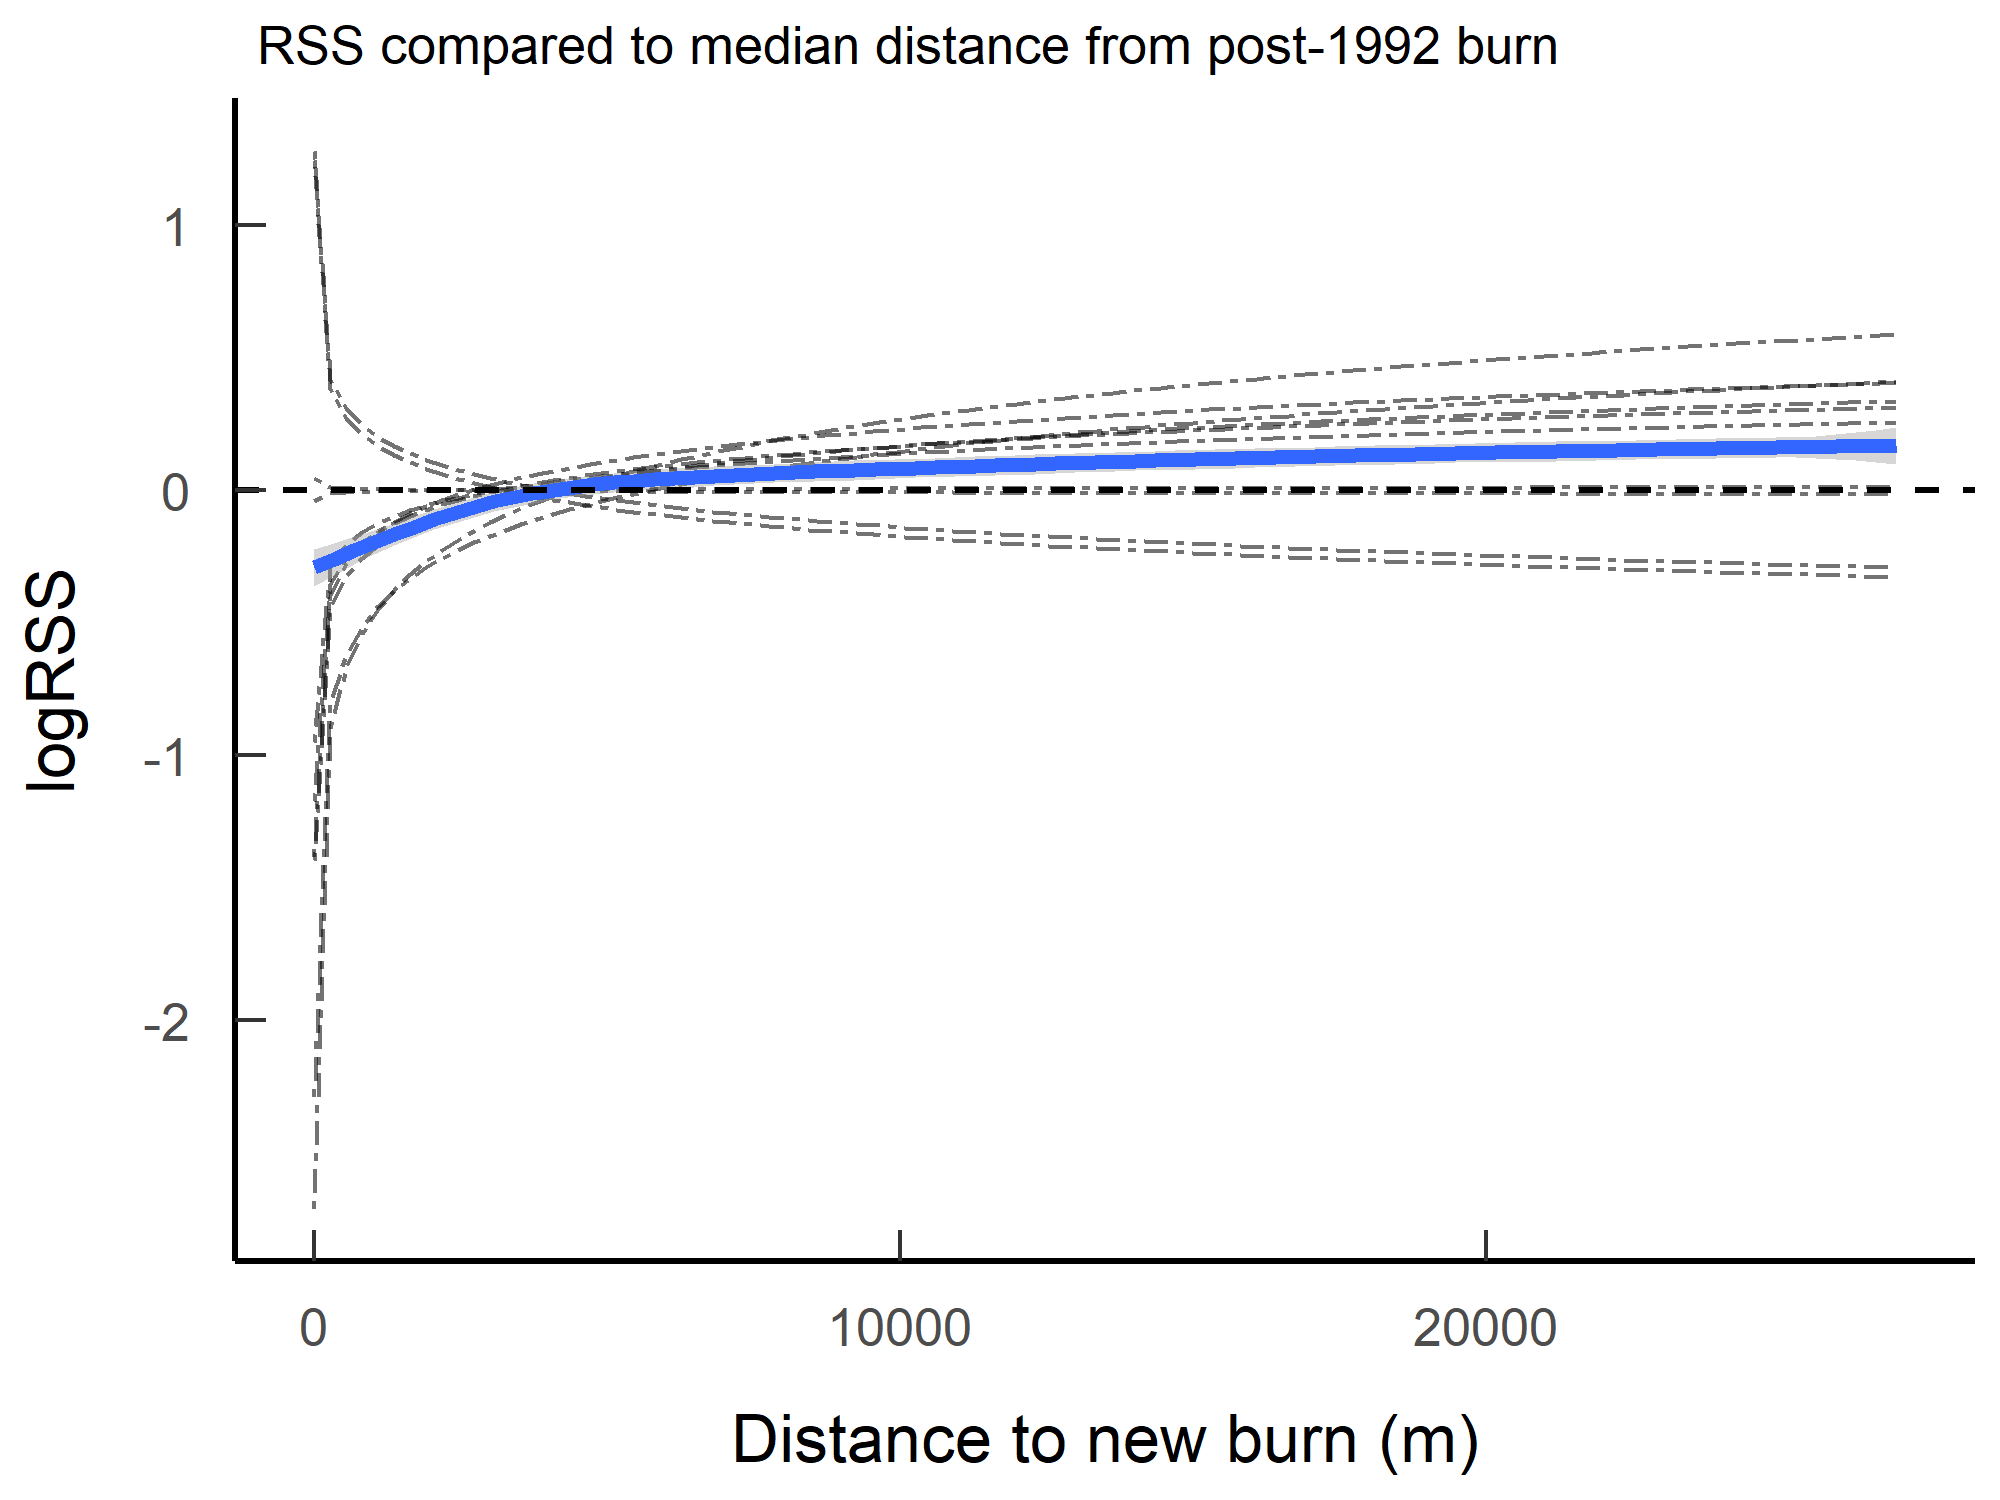 RSS compared to median distance from post-1992 burn
logRSS
1
0
-1
-2
0 10000 20000
Distance to new burn (m)